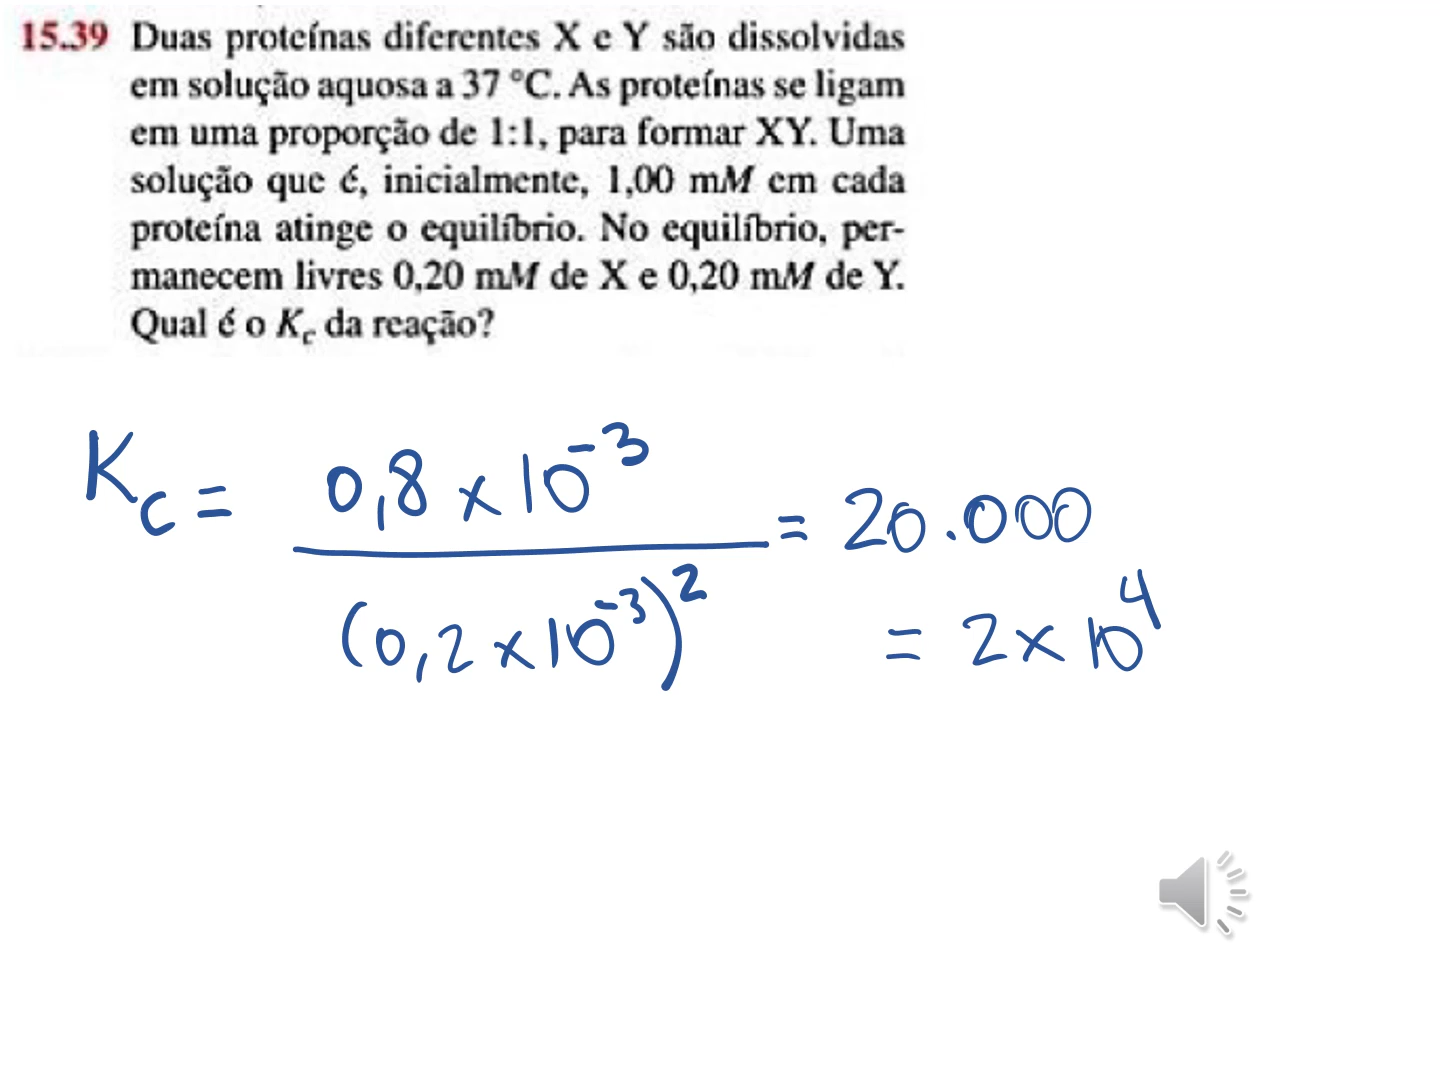 15.39 Duas proteínas diferentes X e Y são dissolvidas
em solução aquosa a 37 °C. As proteínas se ligam
em uma proporção de 1:1, para formar XY. Uma
solução que é, inicialmente, 1,00 mM em cada
proteína atinge o equilíbrio. No equilíbrio, per-
manecem livres 0,20 mM de X e 0,20 mM de Y.
Qual é o Kc da reação?
Kc = 0,8 x 10⁻³ / (0,2 x 10⁻³)² = 20.000
= 2 x 10⁴